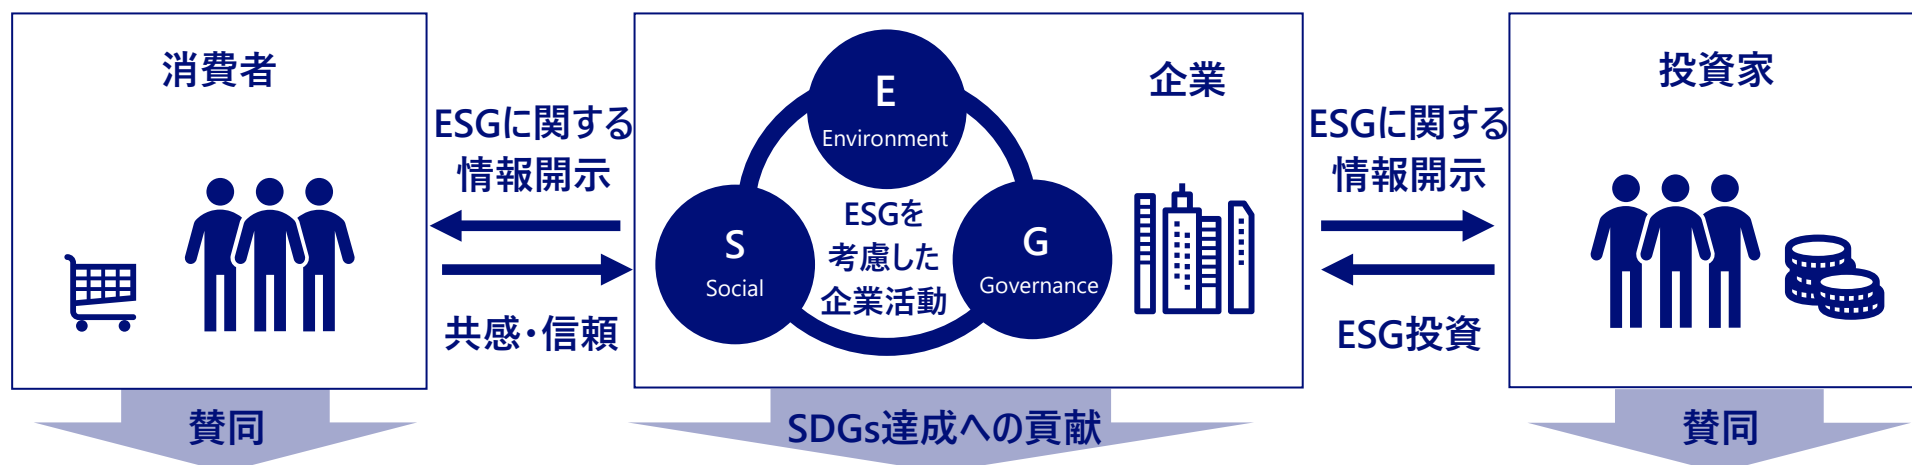 消費者
ESGに関する
情報開示
共感・信頼
賛同
企業
E
Environment
S
Social
G
Governance
ESGを
考慮した
企業活動
SDGs達成への貢献
ESGに関する
情報開示
ESG投資
投資家
賛同